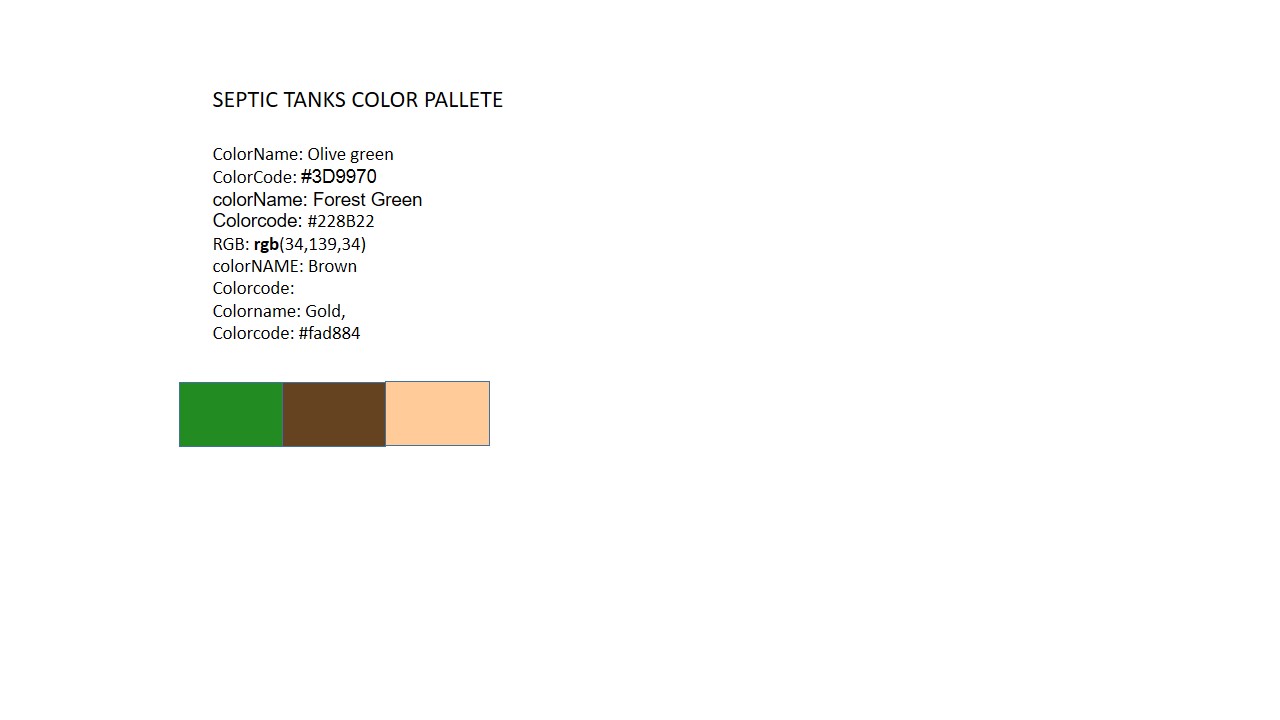 SEPTIC TANKS COLOR PALLETE
ColorName: Olive green
ColorCode: #3D9970
colorName: Forest Green
Colorcode: #228B22
RGB: rgb(34,139,34)
colorNAME: Brown
Colorcode:
Colorname: Gold,
Colorcode: #fad884